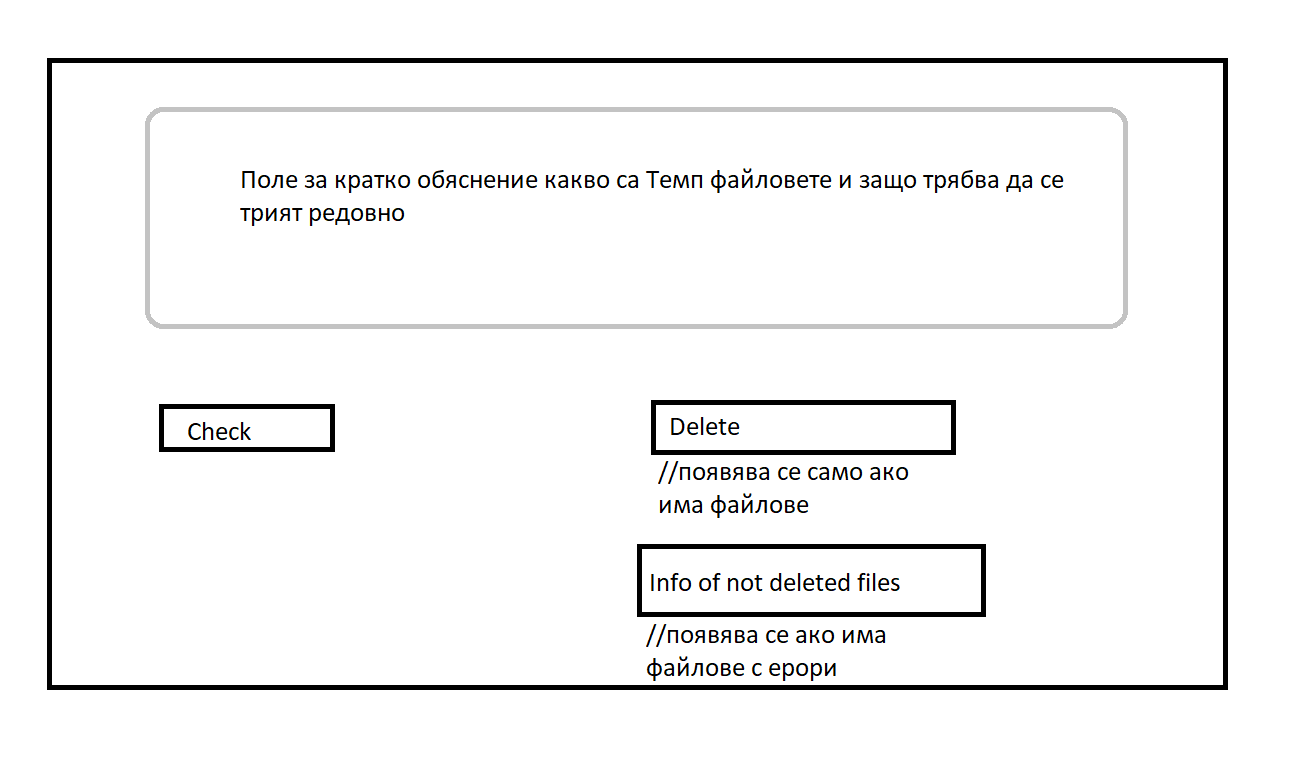 Поле за кратко обяснение какво са Темп файловете и защо трябва да се
трият редовно
Check
Delete
//появява се само ако
има файлове
Info of not deleted files
//появява се ако има
файлове с ерори